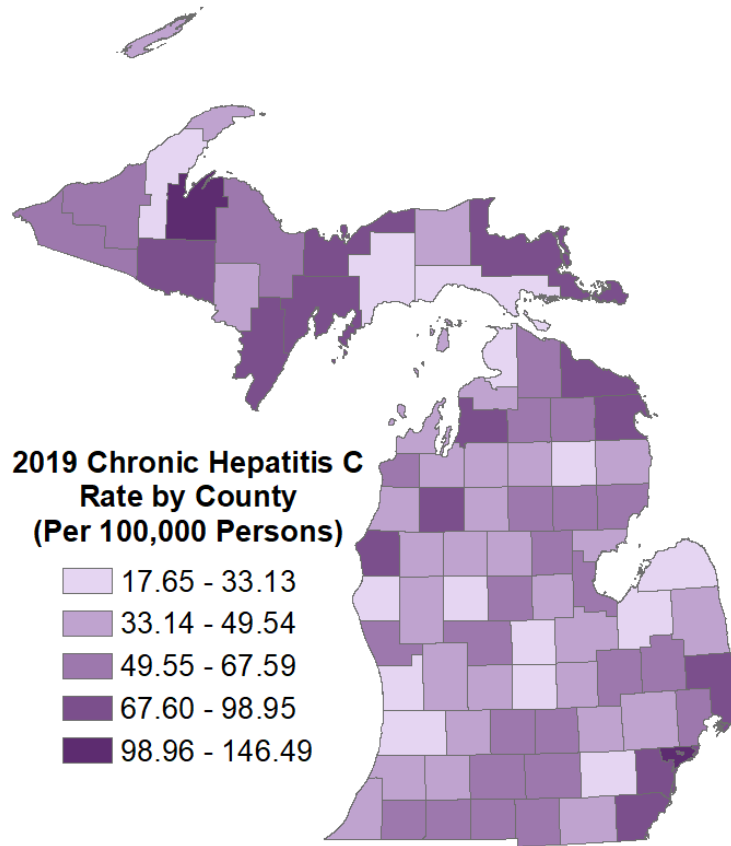 2019 Chronic Hepatitis C
Rate by County
(Per 100,000 Persons)
17.65 - 33.13
33.14 - 49.54
49.55 - 67.59
67.60 - 98.95
98.96 - 146.49